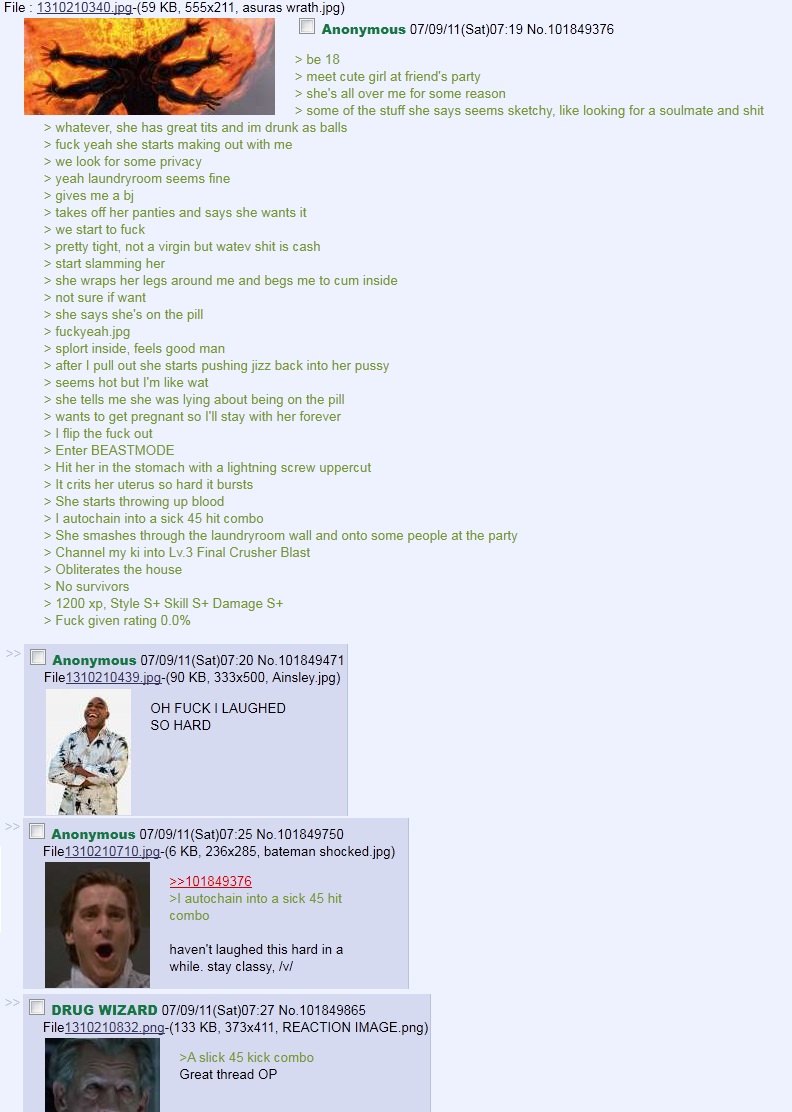 File : 1310210340.jpg-(59 KB, 555x211, asuras wrath.jpg)
Anonymous 07/09/11(Sat)07:19 No.101849376
> be 18
> meet cute girl at friend's party
> she's all over me for some reason
> some of the stuff she says seems sketchy, like looking for a soulmate and shit
> whatever, she has great tits and im drunk as balls
> fuck yeah she starts making out with me
> we look for some privacy
> yeah laundryroom seems fine
> gives me a bj
> takes off her panties and says she wants it
> we start to fuck
> pretty tight, not a virgin but watev shit is cash
> start slamming her
> she wraps her legs around me and begs me to cum inside
> not sure if want
> she says she's on the pill
> fuckyeah.jpg
> splort inside, feels good man
> after I pull out she starts pushing jizz back into her pussy
> seems hot but I'm like wat
> she tells me she was lying about being on the pill
> wants to get pregnant so I'll stay with her forever
> I flip the fuck out
> Enter BEASTMODE
> Hit her in the stomach with a lightning screw uppercut
> It crits her uterus so hard it bursts
> She starts throwing up blood
> I autochain into a sick 45 hit combo
> She smashes through the laundryroom wall and onto some people at the party
> Channel my ki into Lv.3 Final Crusher Blast
> Obliterates the house
> No survivors
> 1200 xp, Style S+ Skill S+ Damage S+
> Fuck given rating 0.0%
>> Anonymous 07/09/11(Sat)07:20 No.101849471
File1310210439.jpg-(90 KB, 333x500, Ainsley.jpg)
OH FUCK I LAUGHED
SO HARD
>> Anonymous 07/09/11(Sat)07:25 No.101849750
File1310210710.jpg-(6 KB, 236x285, bateman shocked.jpg)
>>101849376
>I autochain into a sick 45 hit
combo
haven't laughed this hard in a
while. stay classy, /v/
>> DRUG WIZARD 07/09/11(Sat)07:27 No.101849865
File1310210832.png-(133 KB, 373x411, REACTION IMAGE.png)
>A slick 45 kick combo
Great thread OP